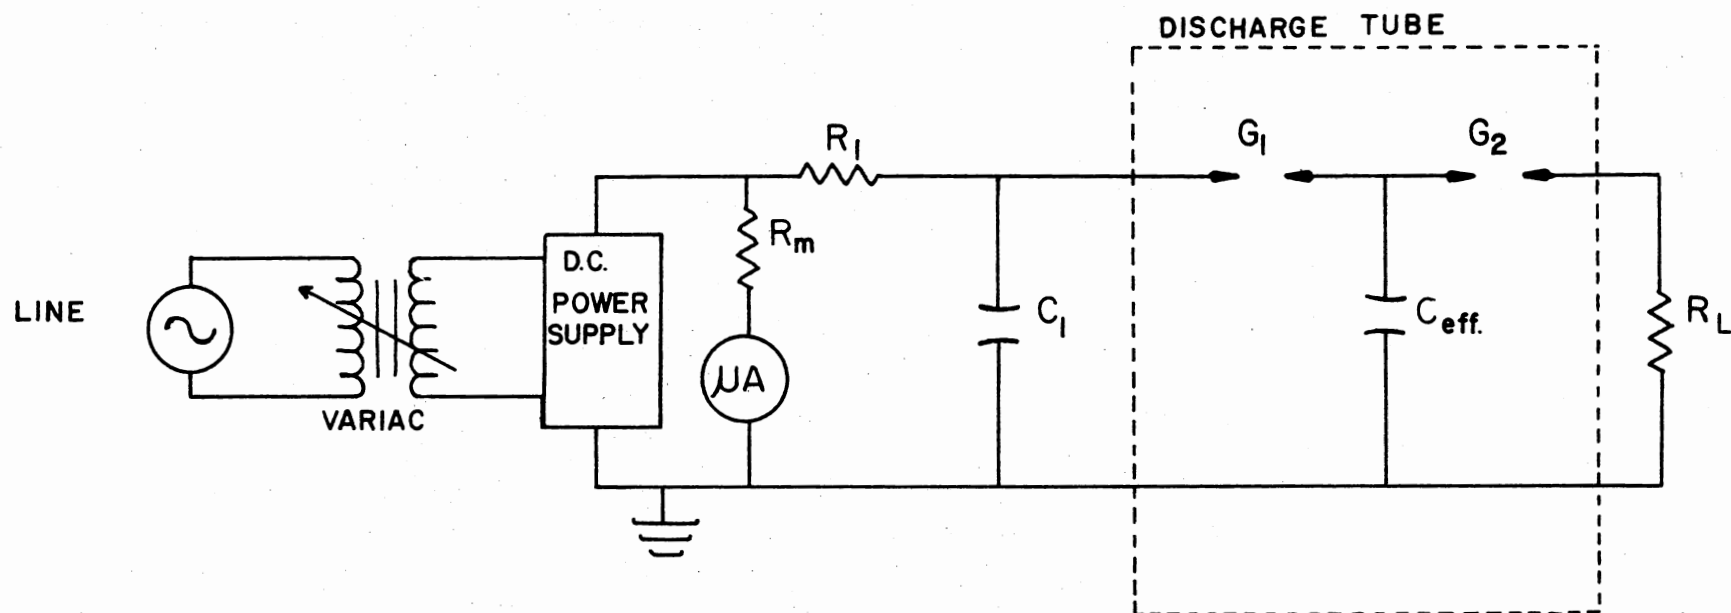 DISCHARGE TUBE
R1
G1
G2
Rm
D.C.
POWER
SUPPLY
LINE
C1
Ceff.
RL
µA
VARIAC